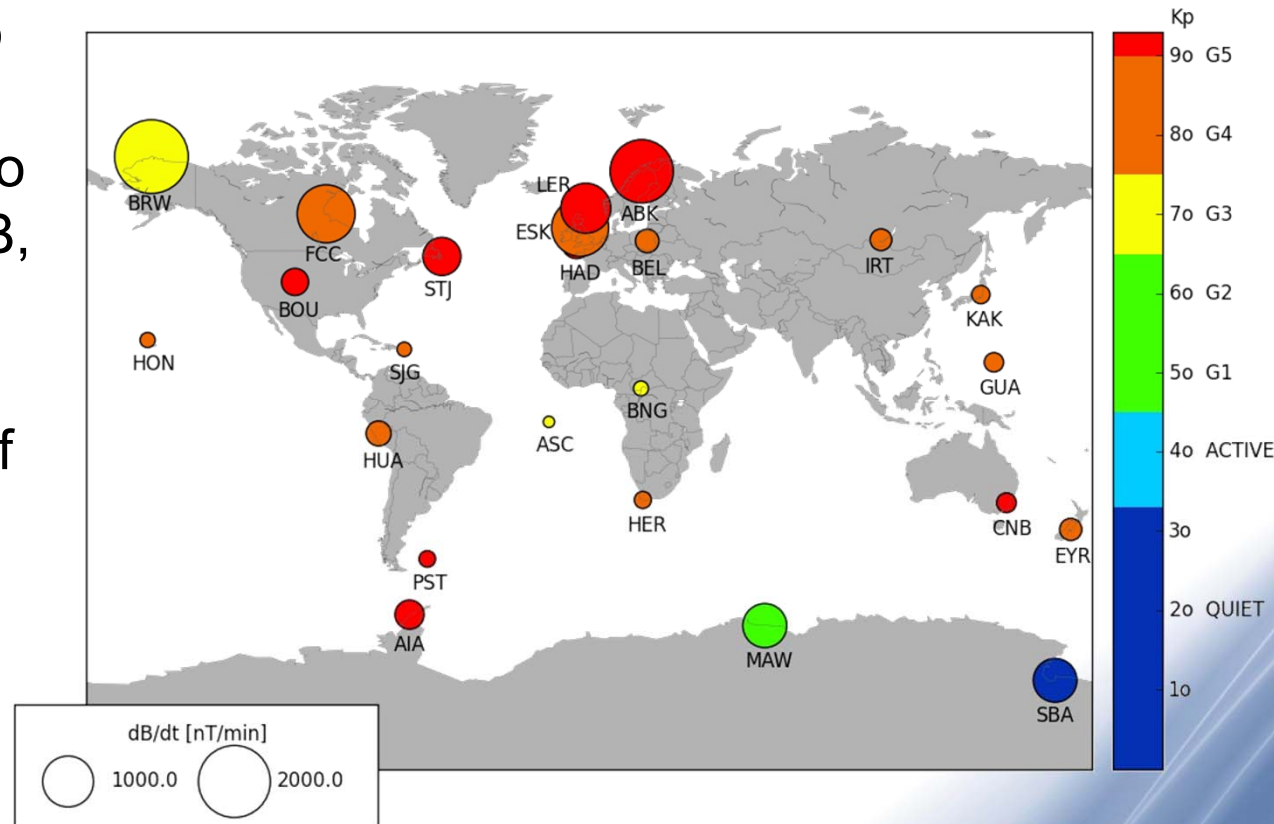 o
3,
f
Kp
9o G5
8o G4
7o G3
6o G2
5o G1
4o ACTIVE
3o
2o QUIET
1o
BRW
FCC
LER
ABK
ESK
HAD
BEL
IRT
STJ
BOU
KAK
HON
SJG
GUA
BNG
ASC
HUA
HER
CNB
EYR
PST
AIA
MAW
SBA
dB/dt [nT/min]
1000.0 2000.0